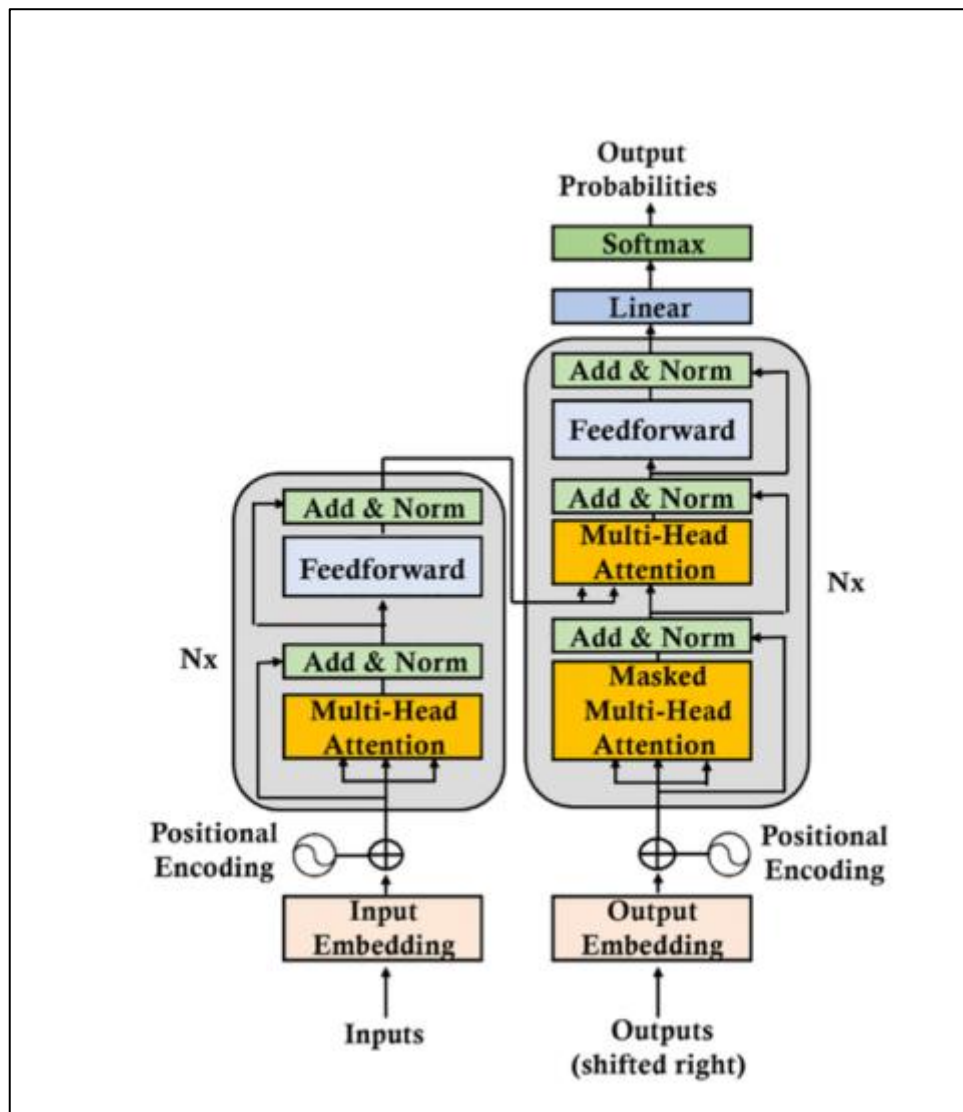 Output
Probabilities
Softmax
Linear
Add & Norm
Feedforward
Add & Norm
Multi-Head
Attention
Add & Norm
Masked
Multi-Head
Attention
Nx
Positional
Encoding
Output
Embedding
Outputs
(shifted right)
Add & Norm
Feedforward
Add & Norm
Multi-Head
Attention
Nx
Positional
Encoding
Input
Embedding
Inputs